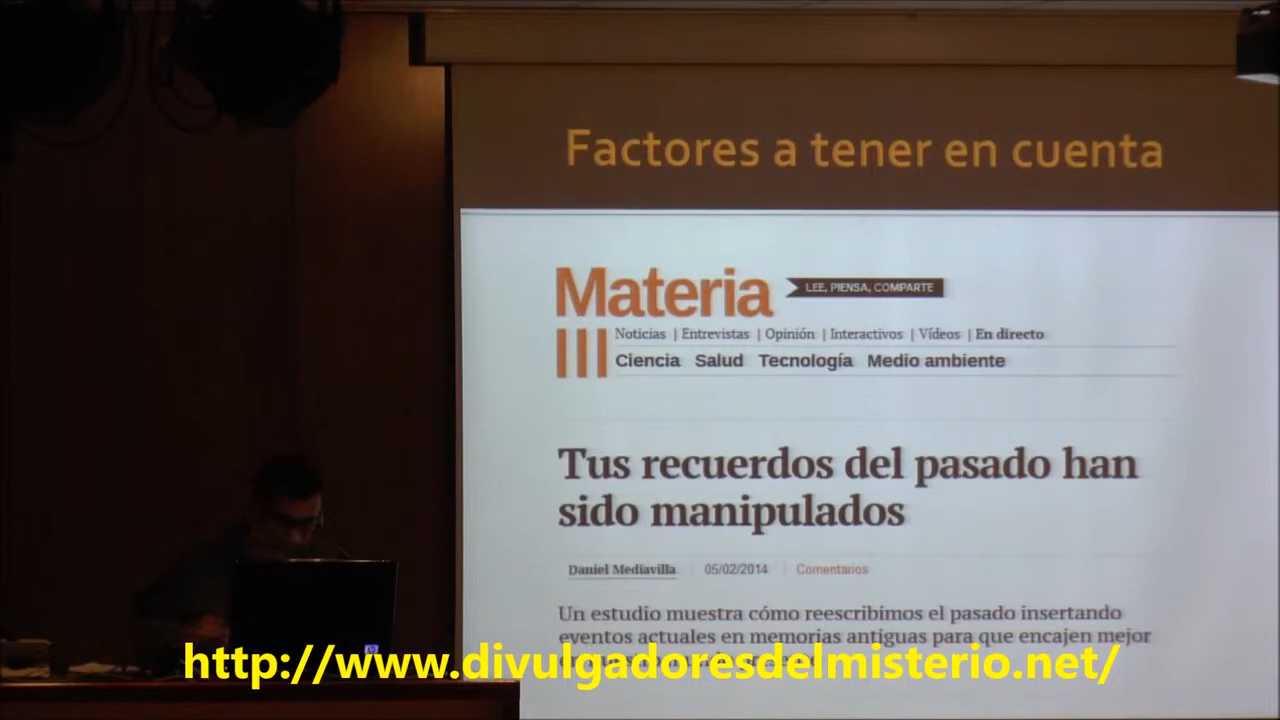 Factores a tener en cuenta
Materia
LEE, PIENSA, COMPARTE
Noticias | Entrevistas | Opinión | Interactivos | Vídeos | En directo
Ciencia Salud Tecnología Medio ambiente
Tus recuerdos del pasado han
sido manipulados
Daniel Mediavilla | 05/02/2014 | Comentarios
Un estudio muestra cómo reescribimos el pasado insertando
eventos actuales en memorias antiguas para que encajen mejor
http://www.divulgadoresdelmisterio.net/